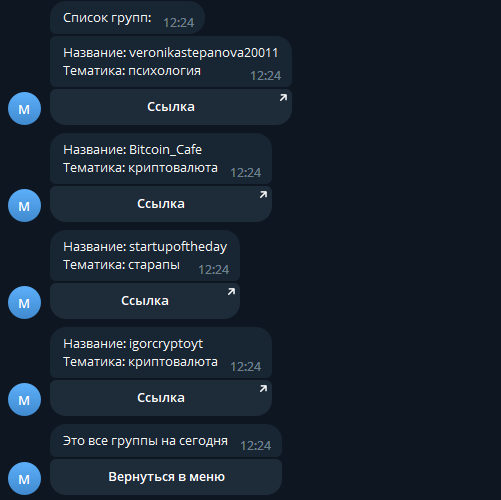 Список групп:
12:24
Название: veronikastepanova20011
Тематика: психология
12:24
Ссылка
М
Название: Bitcoin_Cafe
Тематика: криптовалюта
12:24
Ссылка
М
Название: startupoftheday
Тематика: старапы
12:24
Ссылка
М
Название: igorcryptoyt
Тематика: криптовалюта
12:24
Ссылка
М
Это все группы на сегодня
12:24
Вернуться в меню
М